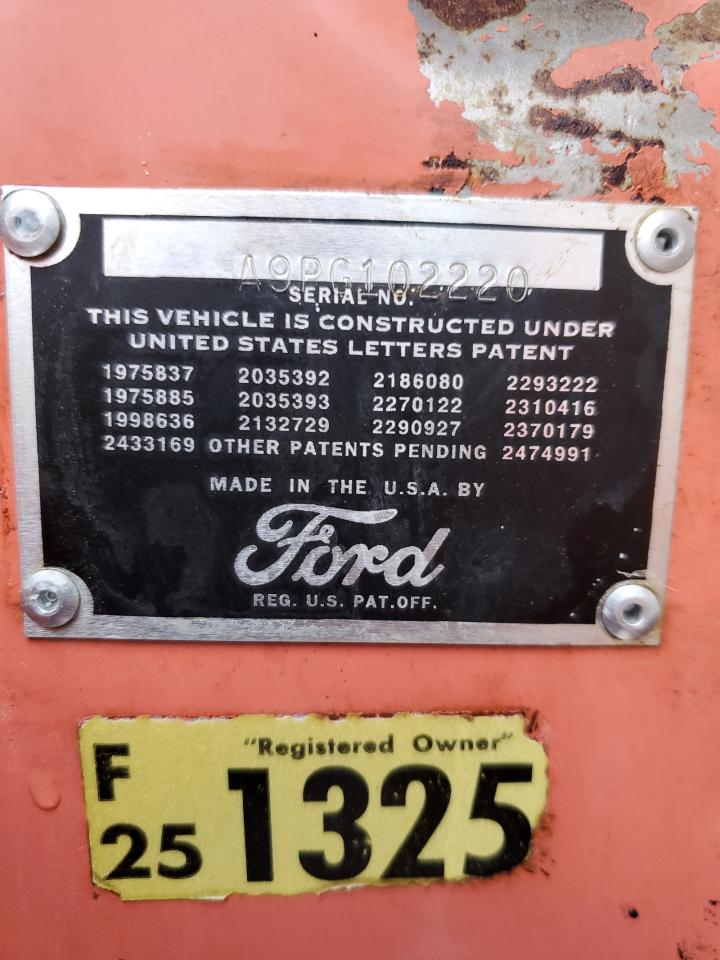 A9PG102220
SERIAL NO.
THIS VEHICLE IS CONSTRUCTED UNDER
UNITED STATES LETTERS PATENT
1975837 2035392 2186080 2293222
1975885 2035393 2270122 2310416
1998636 2132729 2290927 2370179
2433169 OTHER PATENTS PENDING 2474991
MADE IN THE U.S.A. BY
Ford
REG. U.S. PAT.OFF.
"Registered Owner"
F
25 1325